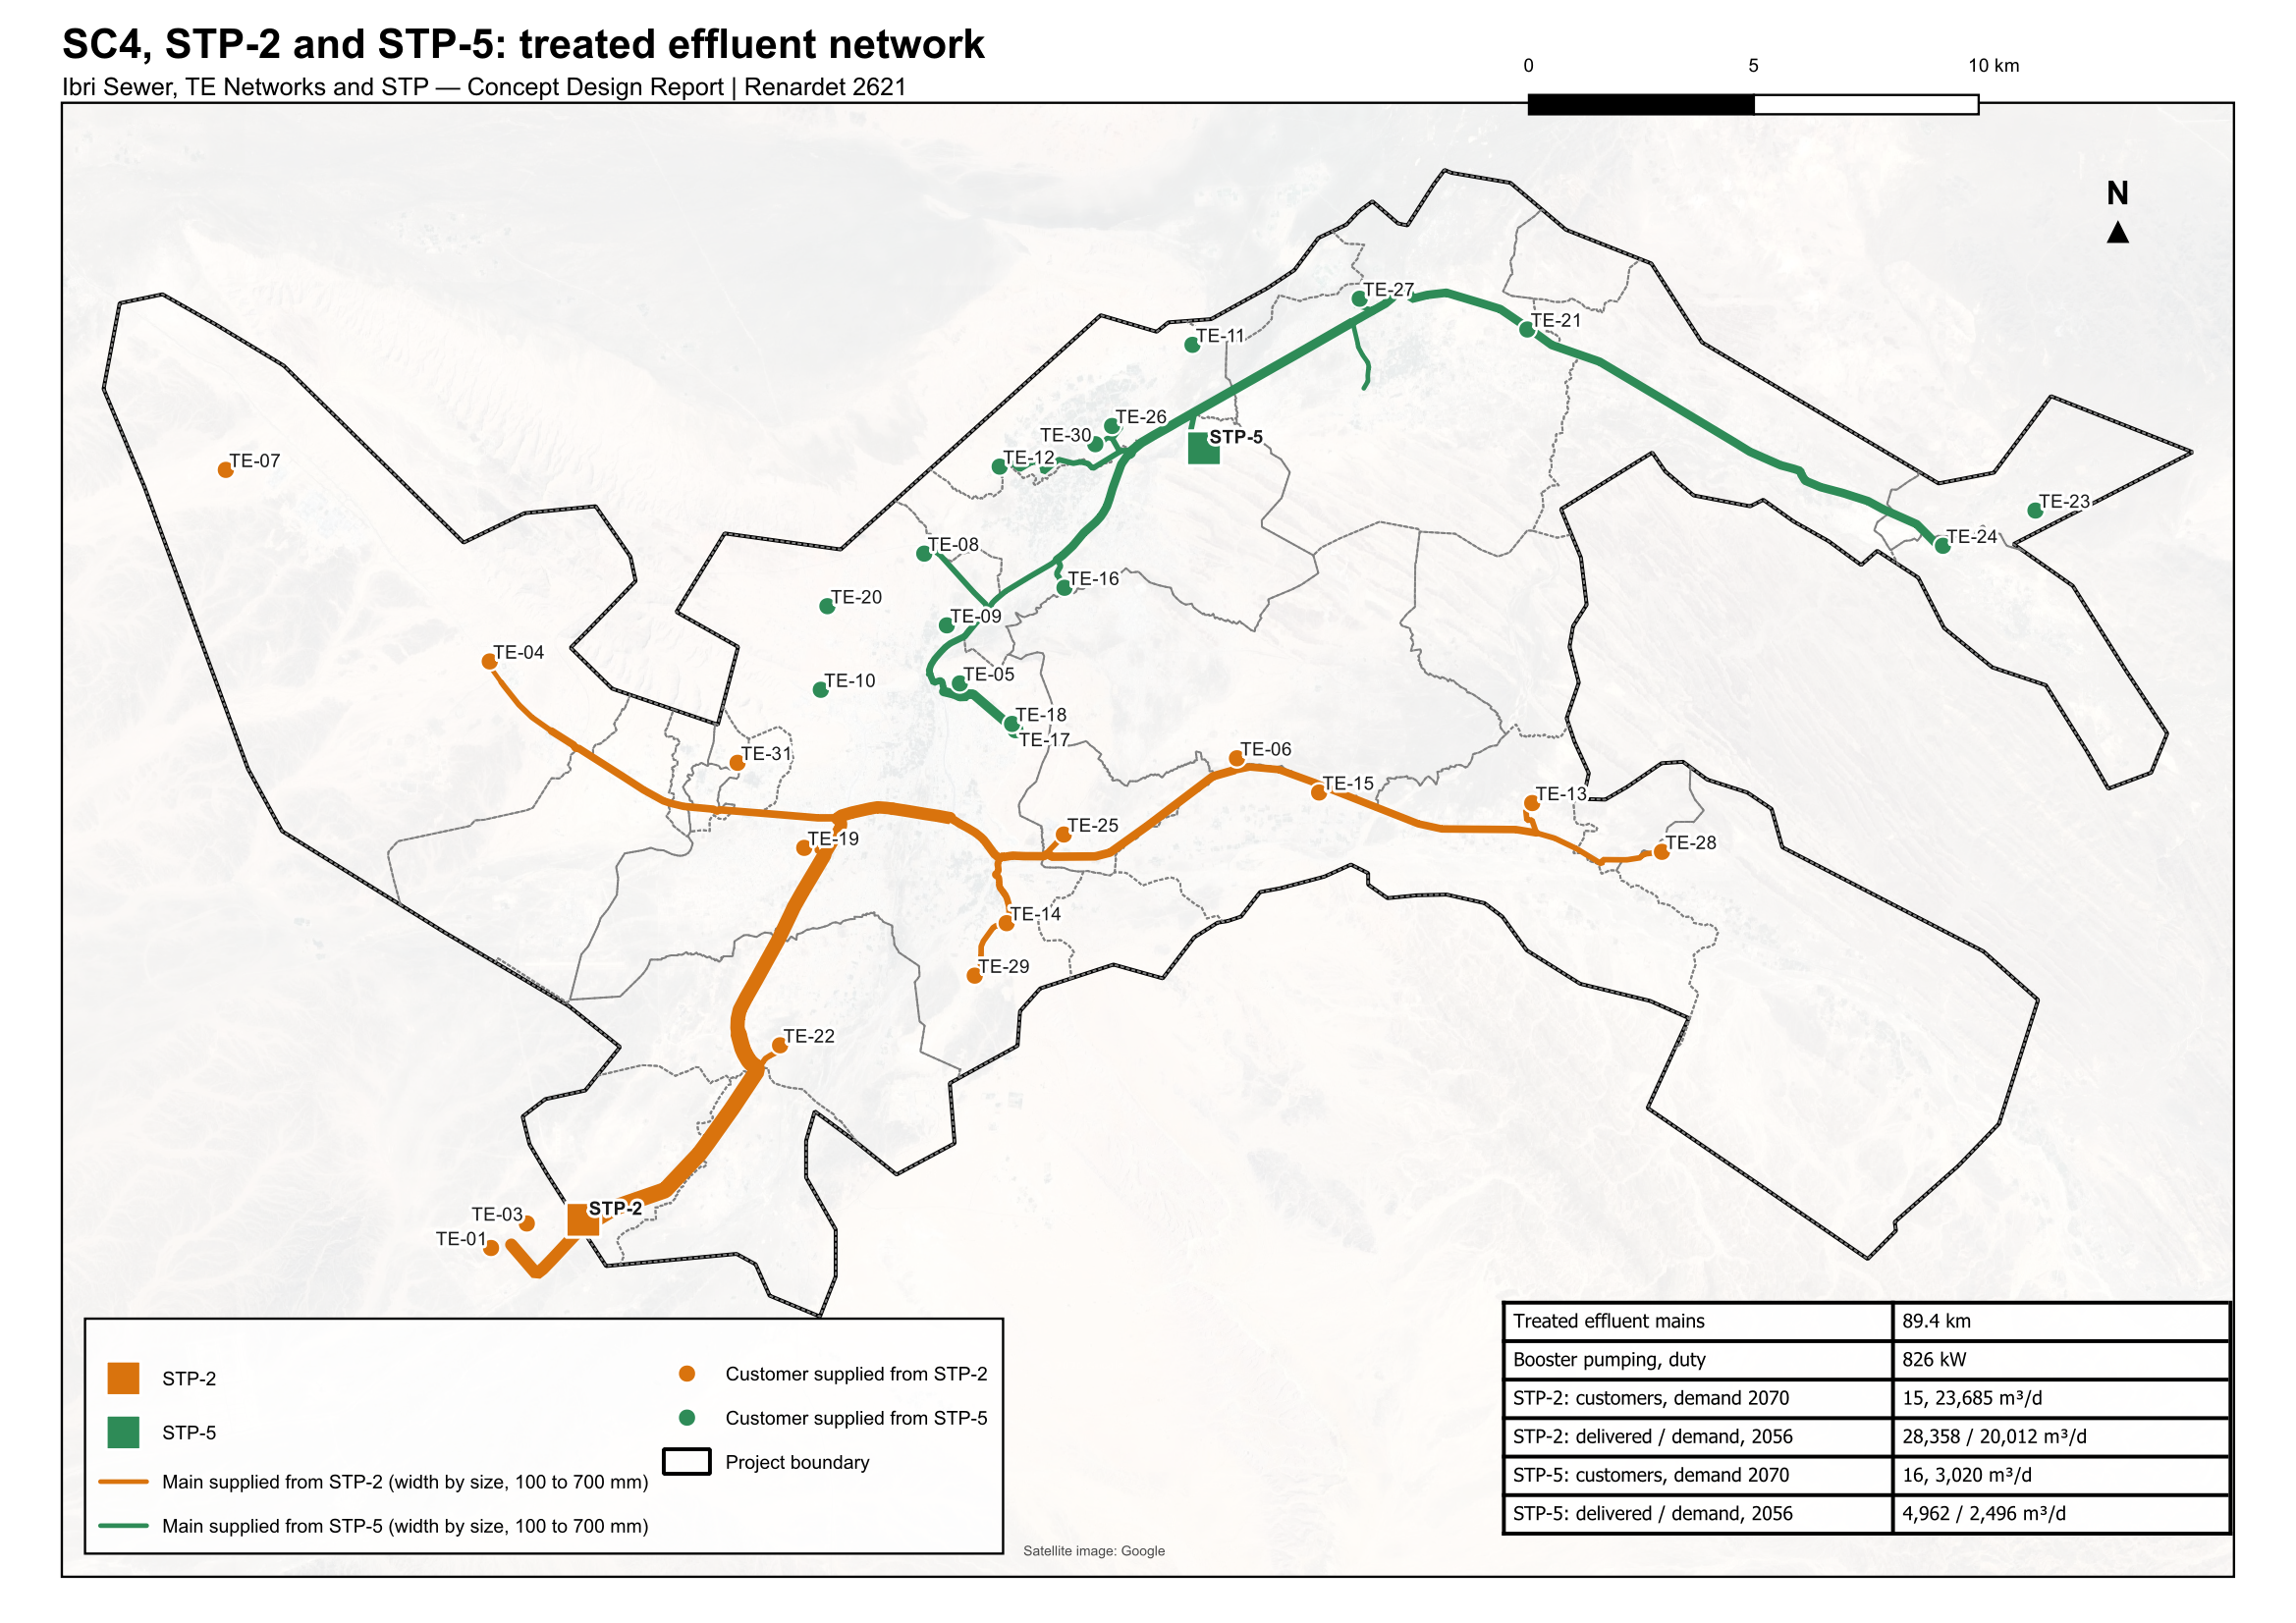 SC4, STP-2 and STP-5: treated effluent network
Ibri Sewer, TE Networks and STP — Concept Design Report | Renardet 2621
0 5 10 km
N
TE-27
TE-21
TE-11
TE-26
TE-30
STP-5
TE-12
TE-07
TE-23
TE-24
TE-08
TE-16
TE-20
TE-09
TE-04
TE-05
TE-10
TE-18
TE-17
TE-31
TE-06
TE-15
TE-13
TE-25
TE-19
TE-28
TE-14
TE-29
TE-22
STP-2
TE-03
TE-01
STP-2
STP-5
Main supplied from STP-2 (width by size, 100 to 700 mm)
Main supplied from STP-5 (width by size, 100 to 700 mm)
Customer supplied from STP-2
Customer supplied from STP-5
Project boundary
Treated effluent mains 89.4 km
Booster pumping, duty 826 kW
STP-2: customers, demand 2070 15, 23,685 m³/d
STP-2: delivered / demand, 2056 28,358 / 20,012 m³/d
STP-5: customers, demand 2070 16, 3,020 m³/d
STP-5: delivered / demand, 2056 4,962 / 2,496 m³/d
Satellite image: Google